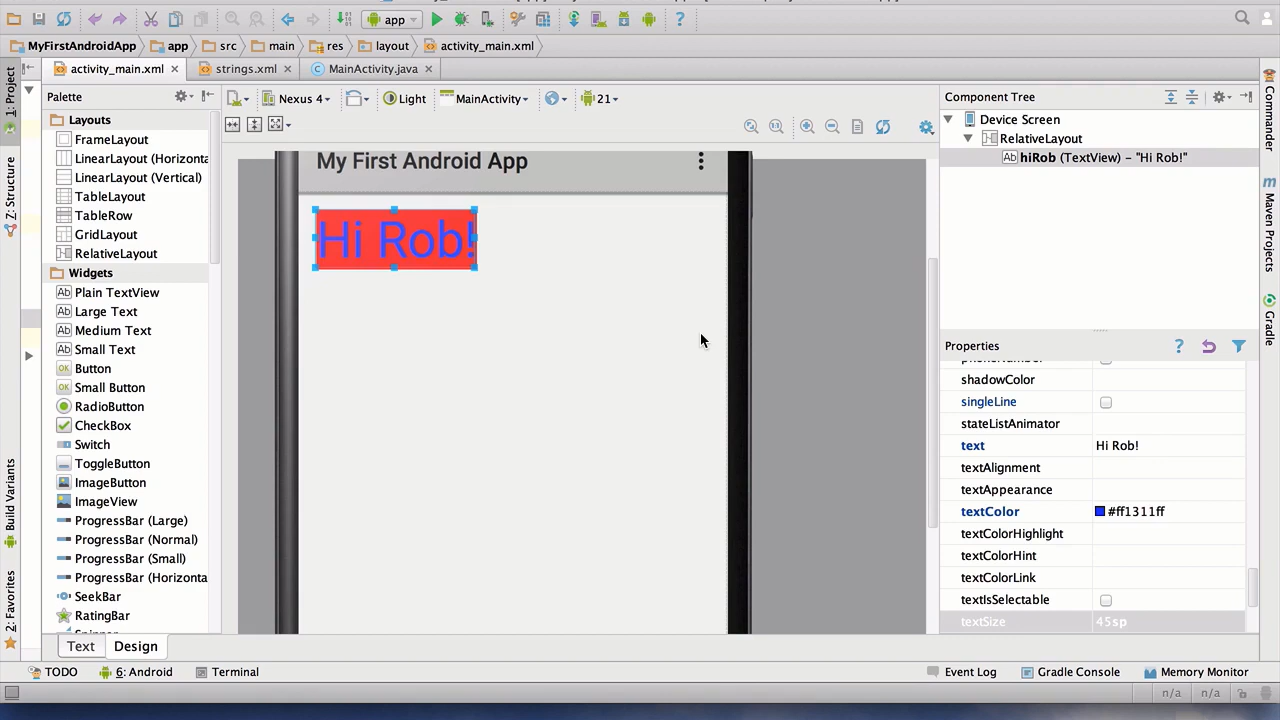 app
MyFirstAndroidApp app src main res layout activity_main.xml
activity_main.xml strings.xml MainActivity.java
1: Project
Z: Structure
Build Variants
2: Favorites
Palette
Layouts
FrameLayout
LinearLayout (Horizonta
LinearLayout (Vertical)
TableLayout
TableRow
GridLayout
RelativeLayout
Widgets
Plain TextView
Large Text
Medium Text
Small Text
Button
Small Button
RadioButton
CheckBox
Switch
ToggleButton
ImageButton
ImageView
ProgressBar (Large)
ProgressBar (Normal)
ProgressBar (Small)
ProgressBar (Horizonta
SeekBar
RatingBar
Text Design
Nexus 4 Light MainActivity 21
My First Android App
Hi Rob!
Component Tree
Device Screen
RelativeLayout
Ab hiRob (TextView) – "Hi Rob!"
Properties
shadowColor
singleLine
stateListAnimator
text Hi Rob!
textAlignment
textAppearance
textColor #ff1311ff
textColorHighlight
textColorHint
textColorLink
textIsSelectable
textSize 45sp
Commander
Maven Projects
Gradle
TODO 6: Android Terminal Event Log Gradle Console Memory Monitor
n/a n/a